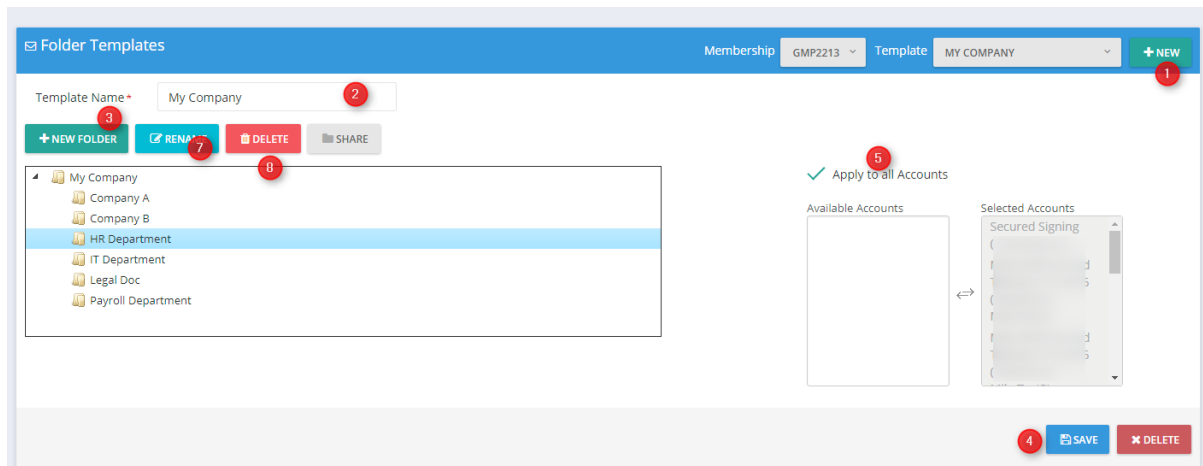 Folder Templates
Membership GMP2213 Template MY COMPANY + NEW
1
Template Name* My Company 2
3
+ NEW FOLDER RENAME DELETE SHARE
7
8
5
My Company
Apply to all Accounts
Company A
Company B
Available Accounts Selected Accounts
HR Department
Secured Signing
IT Department
Legal Doc
Payroll Department
4 SAVE DELETE